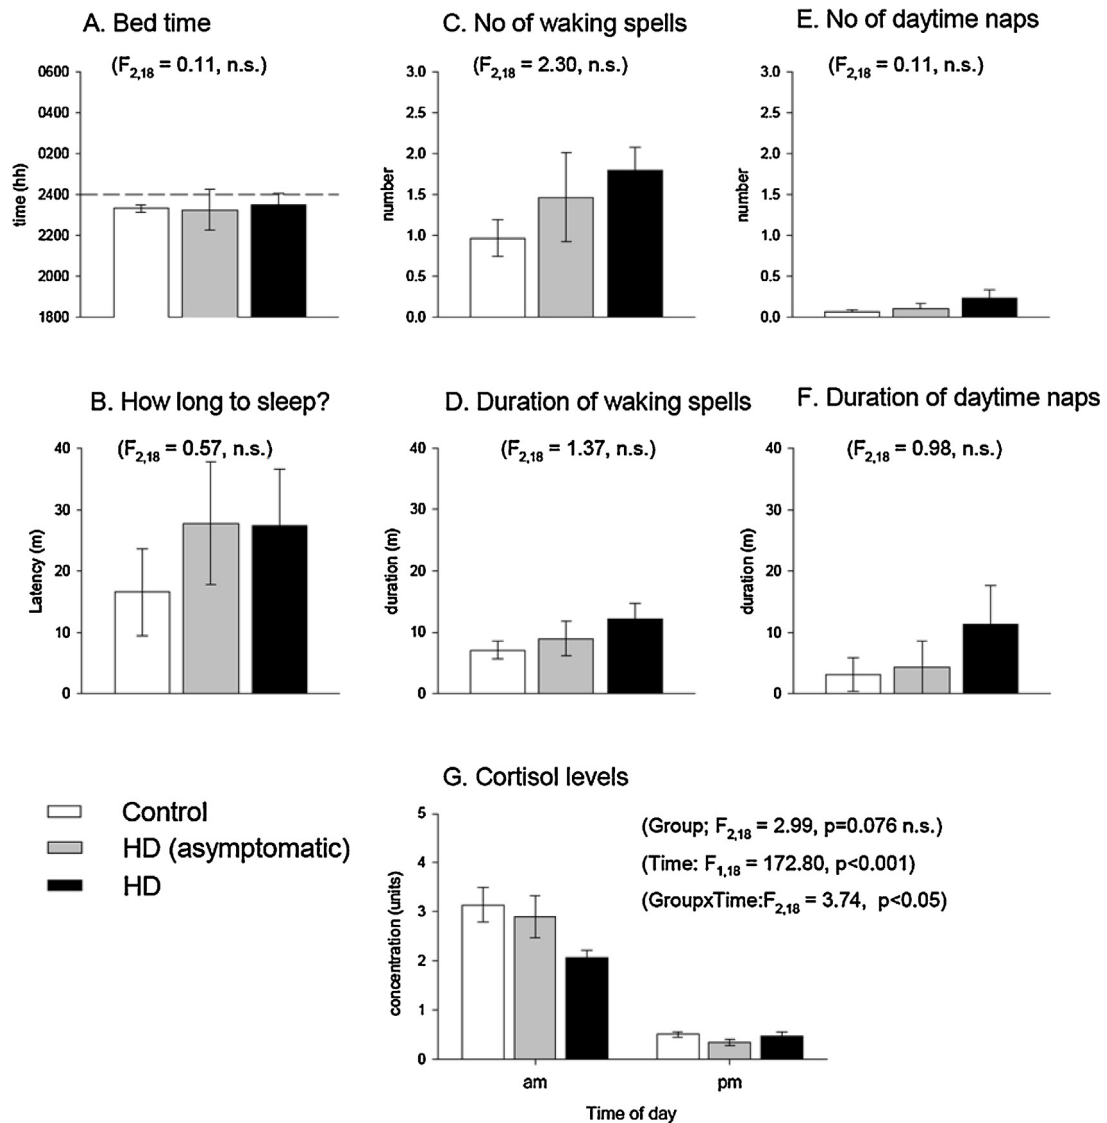 A. Bed time
(F2,18 = 0.11, n.s.)
0600
0400
0200
2400
2200
2000
1800
time (hh)
C. No of waking spells
(F2,18 = 2.30, n.s.)
3.0
2.5
2.0
1.5
1.0
0.5
0.0
number
E. No of daytime naps
(F2,18 = 0.11, n.s.)
3.0
2.5
2.0
1.5
1.0
0.5
0.0
number
B. How long to sleep?
(F2,18 = 0.57, n.s.)
40
30
20
10
0
Latency (m)
D. Duration of waking spells
(F2,18 = 1.37, n.s.)
40
30
20
10
0
duration (m)
F. Duration of daytime naps
(F2,18 = 0.98, n.s.)
40
30
20
10
0
duration (m)
Control
HD (asymptomatic)
HD
G. Cortisol levels
(Group; F2,18 = 2.99, p=0.076 n.s.)
(Time: F1,18 = 172.80, p<0.001)
(GroupxTime:F2,18 = 3.74, p<0.05)
5
4
3
2
1
0
concentration (units)
am
pm
Time of day